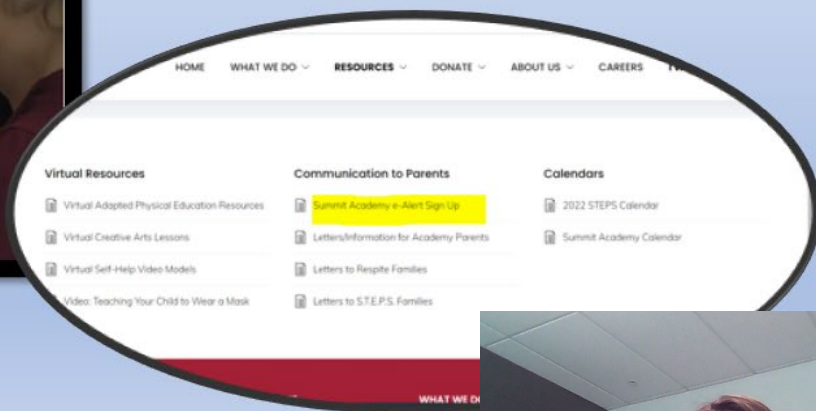 HOME WHAT WE DO RESOURCES DONATE ABOUT US CAREERS
Virtual Resources Communication to Parents Calendars
Virtual Adapted Physical Education Resources Summit Academy e-Alert Sign Up 2022 STEPS Calendar
Virtual Creative Arts Lessons Letters/Information for Academy Parents Summit Academy Calendar
Virtual Self-Help Video Models Letters to Respite Families
Video: Teaching Your Child to Wear a Mask Letters to S.T.E.P.S. Families
WHAT WE DO